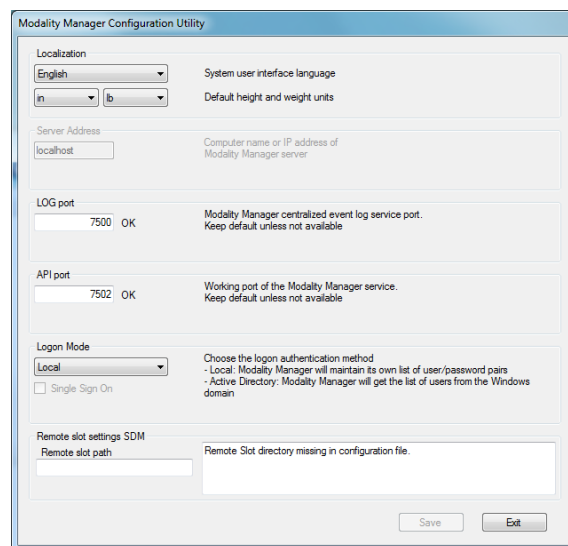 Modality Manager Configuration Utility
Localization
English
System user interface language
in
lb
Default height and weight units
Server Address
localhost
Computer name or IP address of
Modality Manager server
LOG port
7500 OK
Modality Manager centralized event log service port.
Keep default unless not available
API port
7502 OK
Working port of the Modality Manager service.
Keep default unless not available
Logon Mode
Local
Single Sign On
Choose the logon authentication method
- Local: Modality Manager will maintain its own list of user/password pairs
- Active Directory: Modality Manager will get the list of users from the Windows
domain
Remote slot settings SDM
Remote slot path
Remote Slot directory missing in configuration file.
Save
Exit